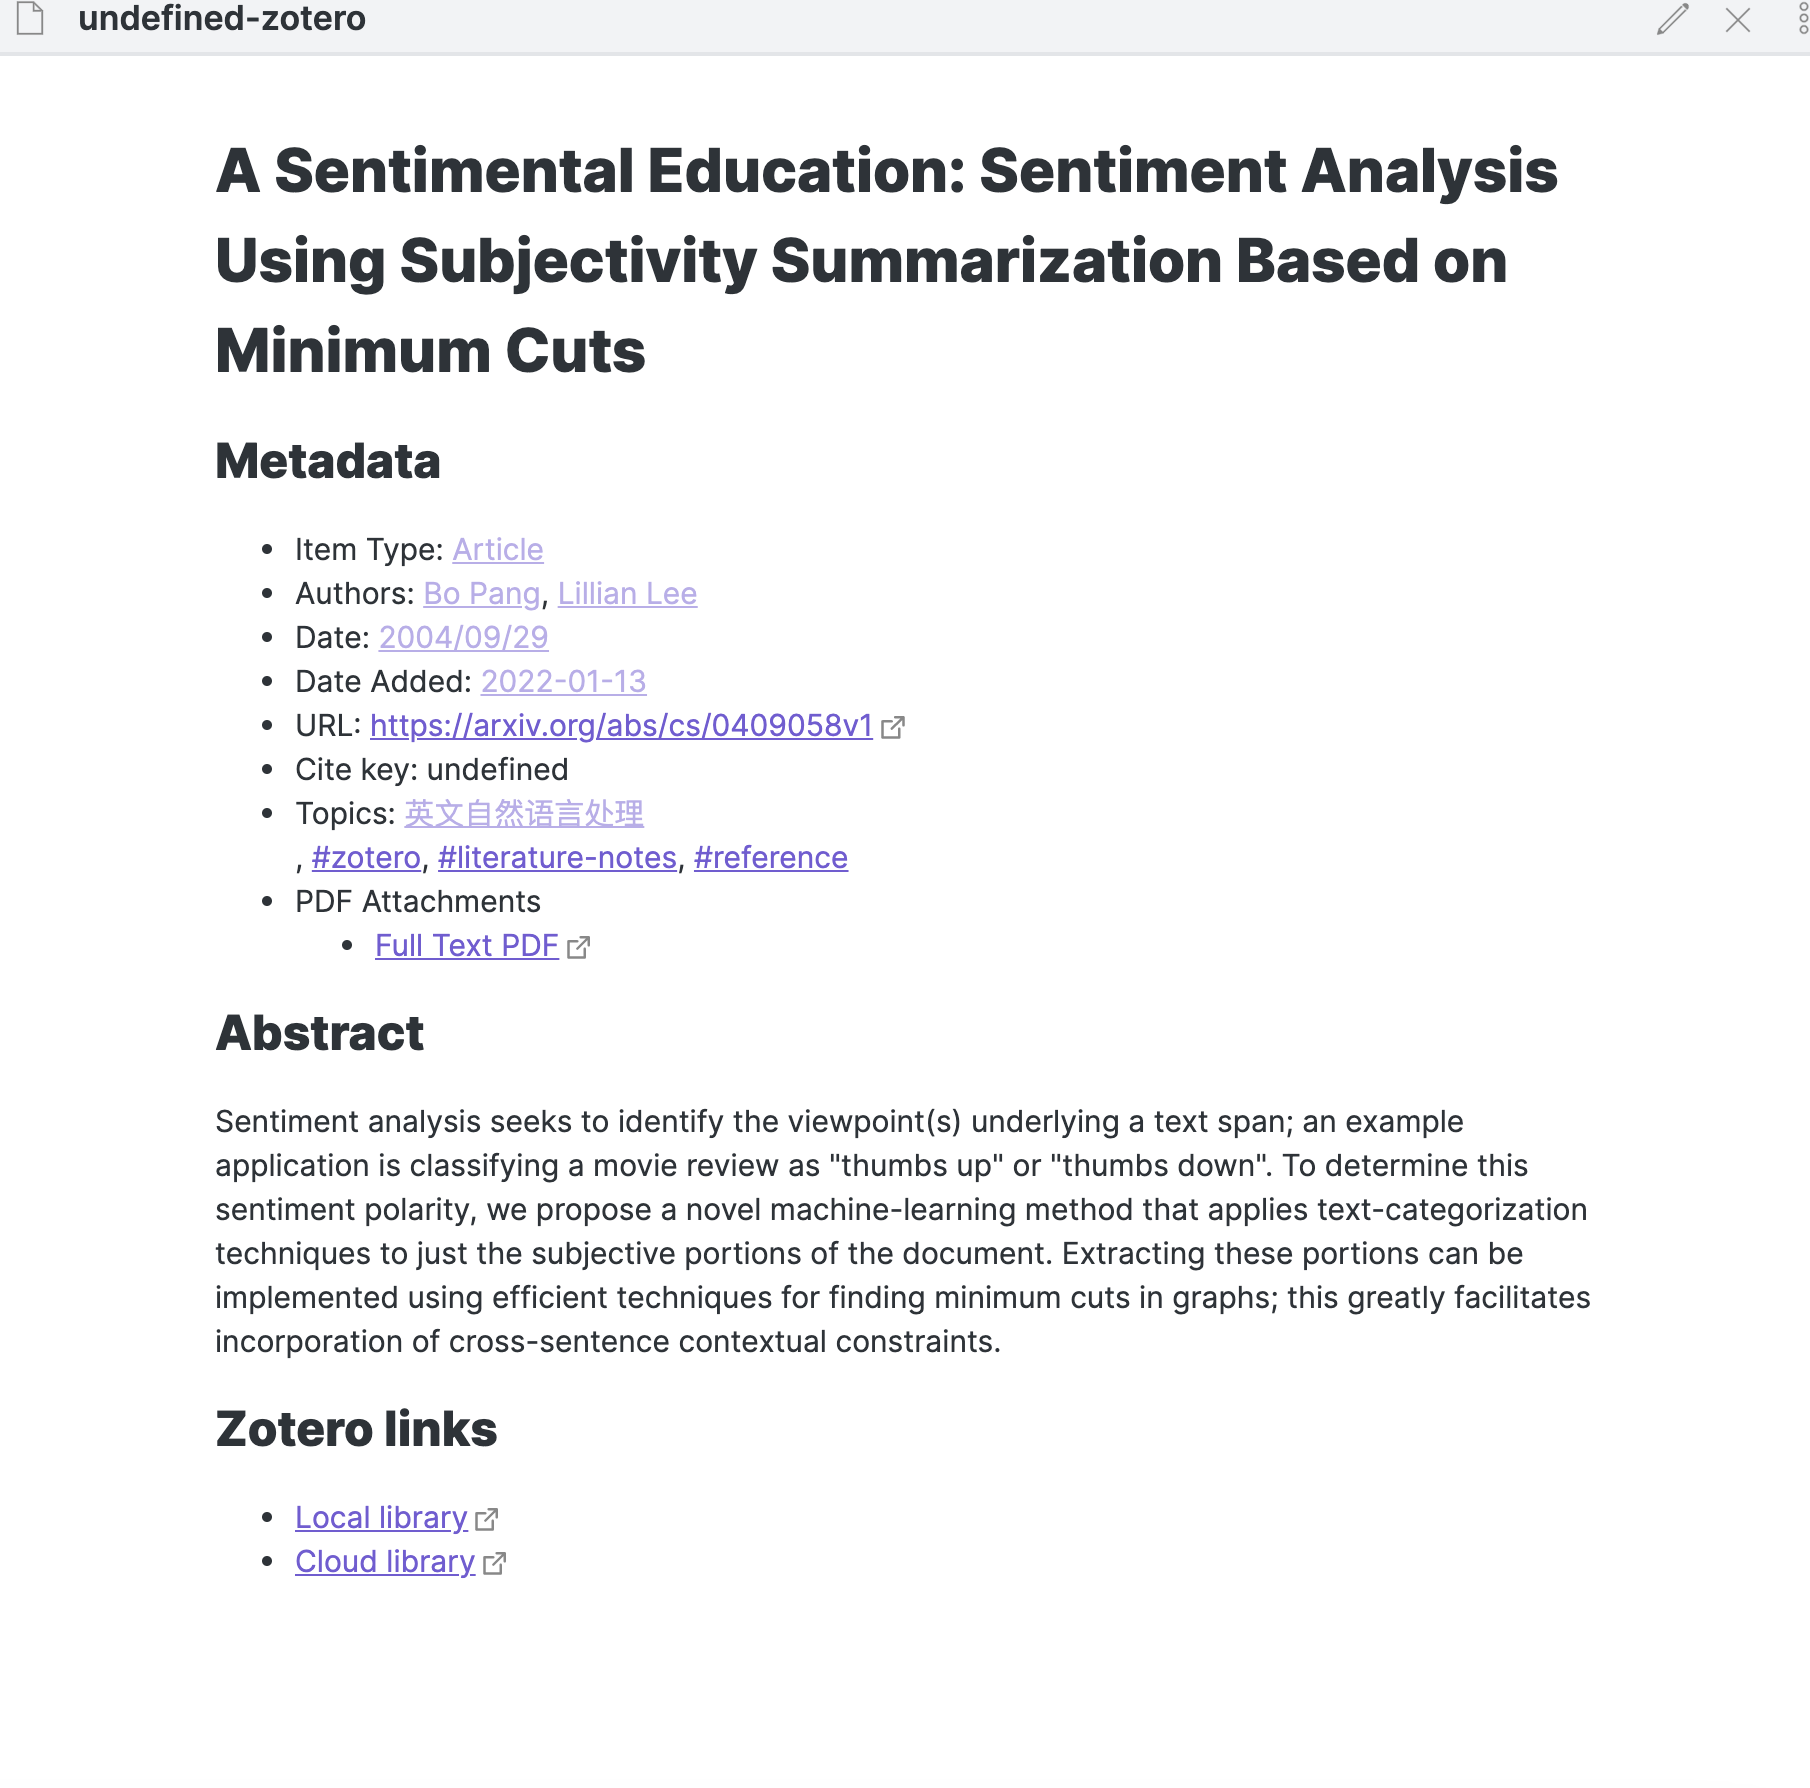 undefined-zotero
A Sentimental Education: Sentiment Analysis
Using Subjectivity Summarization Based on
Minimum Cuts
Metadata
Item Type: Article
Authors: Bo Pang, Lillian Lee
Date: 2004/09/29
Date Added: 2022-01-13
URL: https://arxiv.org/abs/cs/0409058v1
Cite key: undefined
Topics: 英文自然语言处理
, #zotero, #literature-notes, #reference
PDF Attachments
Full Text PDF
Abstract
Sentiment analysis seeks to identify the viewpoint(s) underlying a text span; an example
application is classifying a movie review as "thumbs up" or "thumbs down". To determine this
sentiment polarity, we propose a novel machine-learning method that applies text-categorization
techniques to just the subjective portions of the document. Extracting these portions can be
implemented using efficient techniques for finding minimum cuts in graphs; this greatly facilitates
incorporation of cross-sentence contextual constraints.
Zotero links
Local library
Cloud library